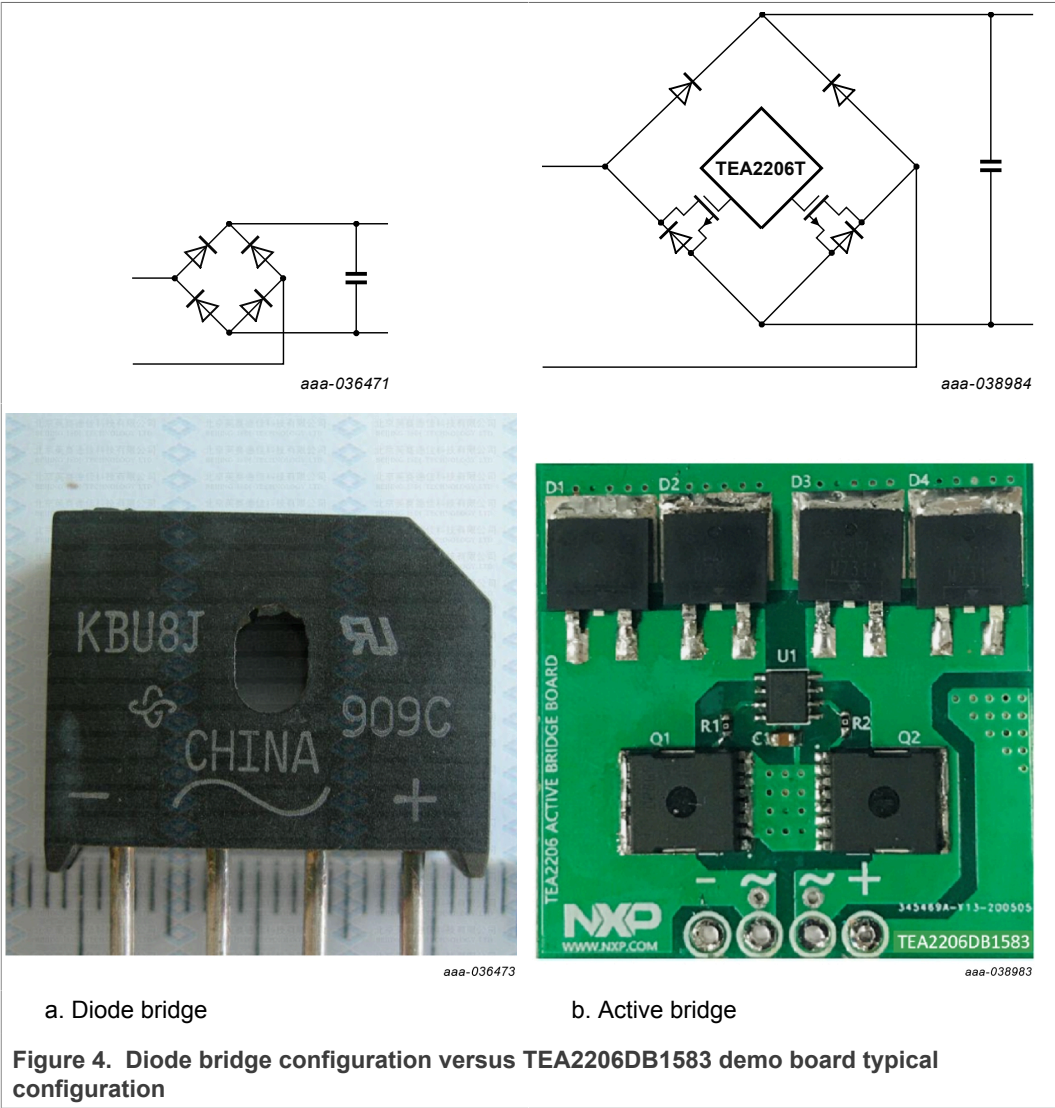 TEA2206T
aaa-036471
aaa-038984
KBU8J
909C
CHINA
D1
D2
D3
D4
U1
R1
C1
R2
Q1
Q2
TEA2206 ACTIVE BRIDGE BOARD
- ~ ~ +
NXP
WWW.NXP.COM
345469A-Y13-200505
TEA2206DB1583
aaa-036473
aaa-038983
a. Diode bridge
b. Active bridge
Figure 4. Diode bridge configuration versus TEA2206DB1583 demo board typical
configuration